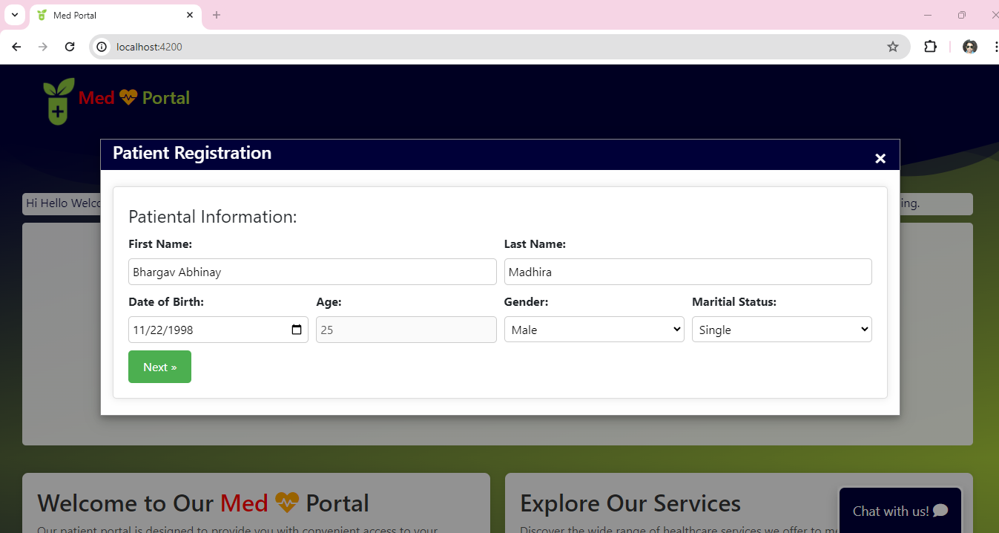 Med Portal
localhost:4200
Med Portal
Patient Registration
Hi Hello Welco
ing.
Patiental Information:
First Name: Last Name:
Bhargav Abhinay Madhira
Date of Birth: Age: Gender: Maritial Status:
11/22/1998 25 Male Single
Next »
Welcome to Our Med Portal Explore Our Services
Chat with us!
Our patient portal is designed to provide you with convenient access to your Discover the wide range of healthcare services we offer to me